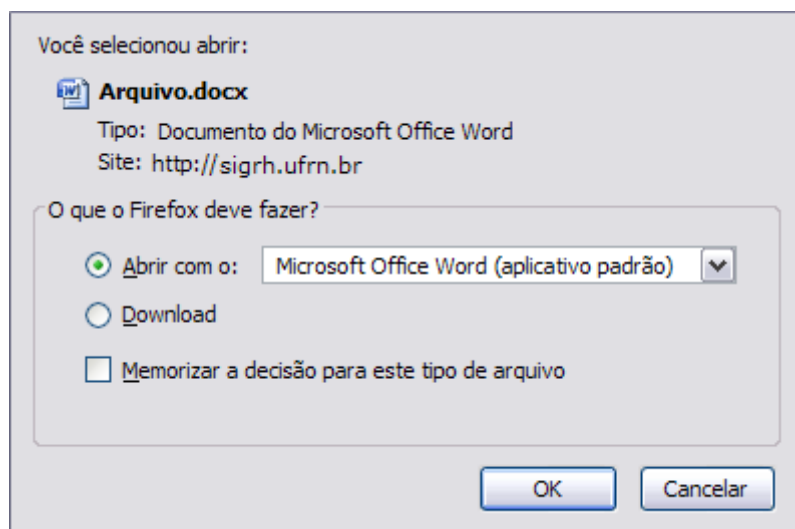 Você selecionou abrir:
Arquivo.docx
Tipo: Documento do Microsoft Office Word
Site: http://sigrh.ufrn.br
O que o Firefox deve fazer?
Abrir com o: Microsoft Office Word (aplicativo padrão)
Download
Memorizar a decisão para este tipo de arquivo
OK Cancelar